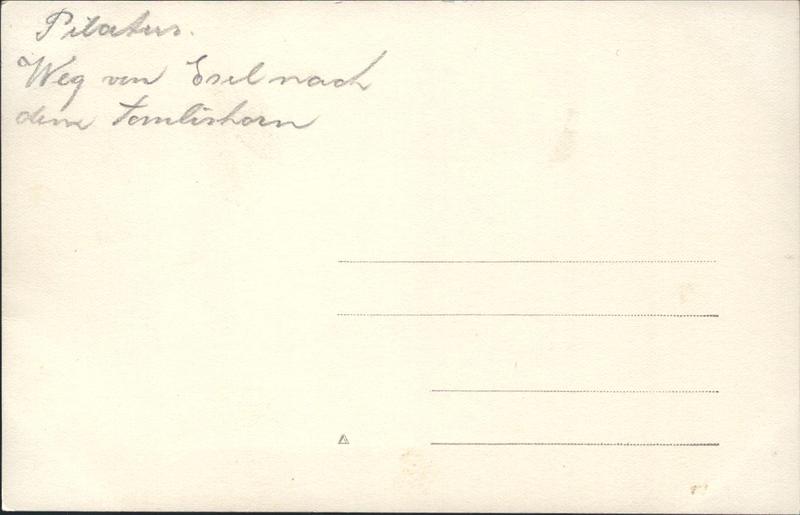 Pilatus.
Weg von Esel nach
dem Tomlishorn